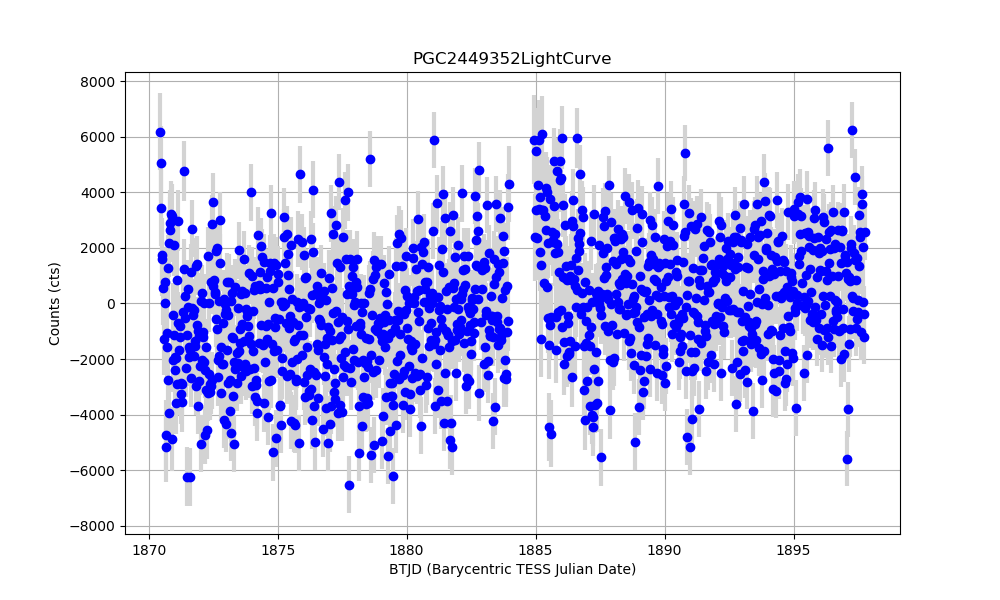 PGC2449352LightCurve
8000
6000
4000
2000
0
−2000
−4000
−6000
−8000
Counts (cts)
1870 1875 1880 1885 1890 1895
BTJD (Barycentric TESS Julian Date)